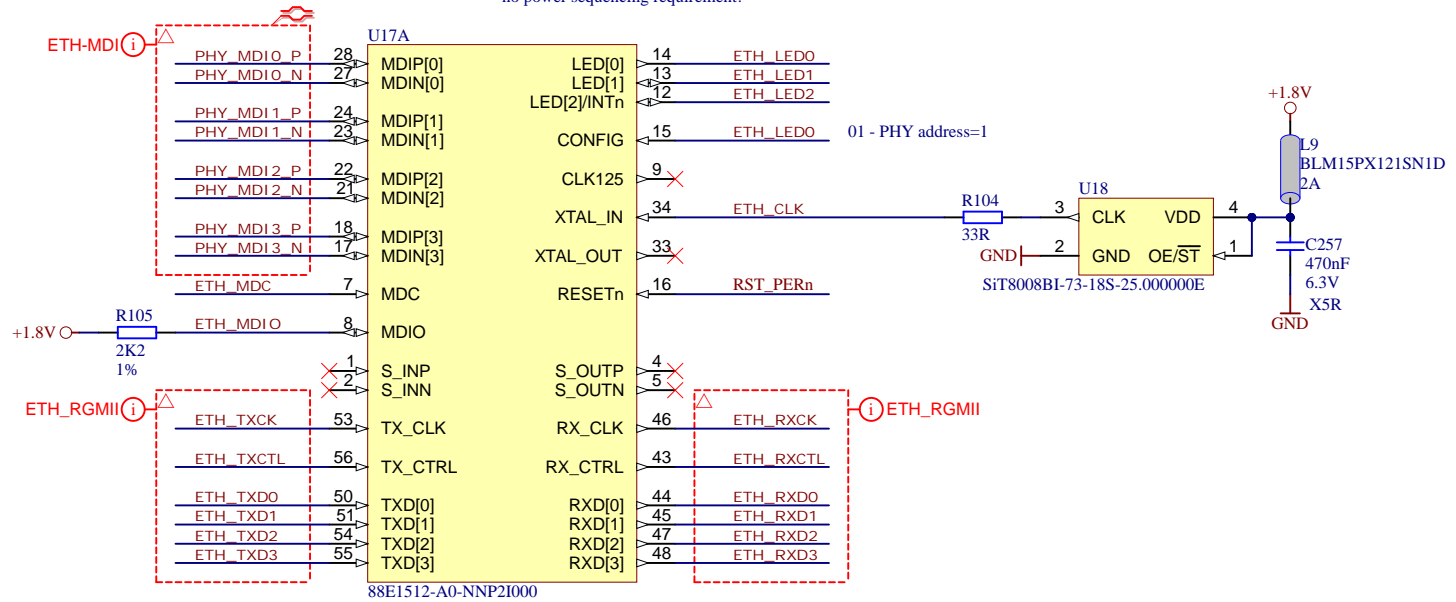 no power sequencing requirement!
U17A
ETH-MDI i
PHY_MDI0_P 28 MDIP[0] LED[0] 14 ETH_LED0
PHY_MDI0_N 27 MDIN[0] LED[1] 13 ETH_LED1
LED[2]/INTn 12 ETH_LED2
PHY_MDI1_P 24 MDIP[1]
PHY_MDI1_N 23 MDIN[1] CONFIG 15 ETH_LED0 01 - PHY address=1
PHY_MDI2_P 22 MDIP[2] CLK125 9
PHY_MDI2_N 21 MDIN[2]
XTAL_IN 34 ETH_CLK
PHY_MDI3_P 18 MDIP[3]
PHY_MDI3_N 17 MDIN[3] XTAL_OUT 33
ETH_MDC 7 MDC RESETn 16 RST_PERn
+1.8V R105 ETH_MDIO 8 MDIO
2K2
1%
1 S_INP S_OUTP 4
2 S_INN S_OUTN 5
ETH_RGMII i
i ETH_RGMII
ETH_TXCK 53 TX_CLK RX_CLK 46 ETH_RXCK
ETH_TXCTL 56 TX_CTRL RX_CTRL 43 ETH_RXCTL
ETH_TXD0 50 TXD[0] RXD[0] 44 ETH_RXD0
ETH_TXD1 51 TXD[1] RXD[1] 45 ETH_RXD1
ETH_TXD2 54 TXD[2] RXD[2] 47 ETH_RXD2
ETH_TXD3 55 TXD[3] RXD[3] 48 ETH_RXD3
88E1512-A0-NNP2I000
+1.8V
L9
BLM15PX121SN1D
2A
U18
R104
33R
3 CLK VDD 4
GND 2 GND OE/ST 1
SiT8008BI-73-18S-25.000000E
C257
470nF
6.3V
X5R
GND